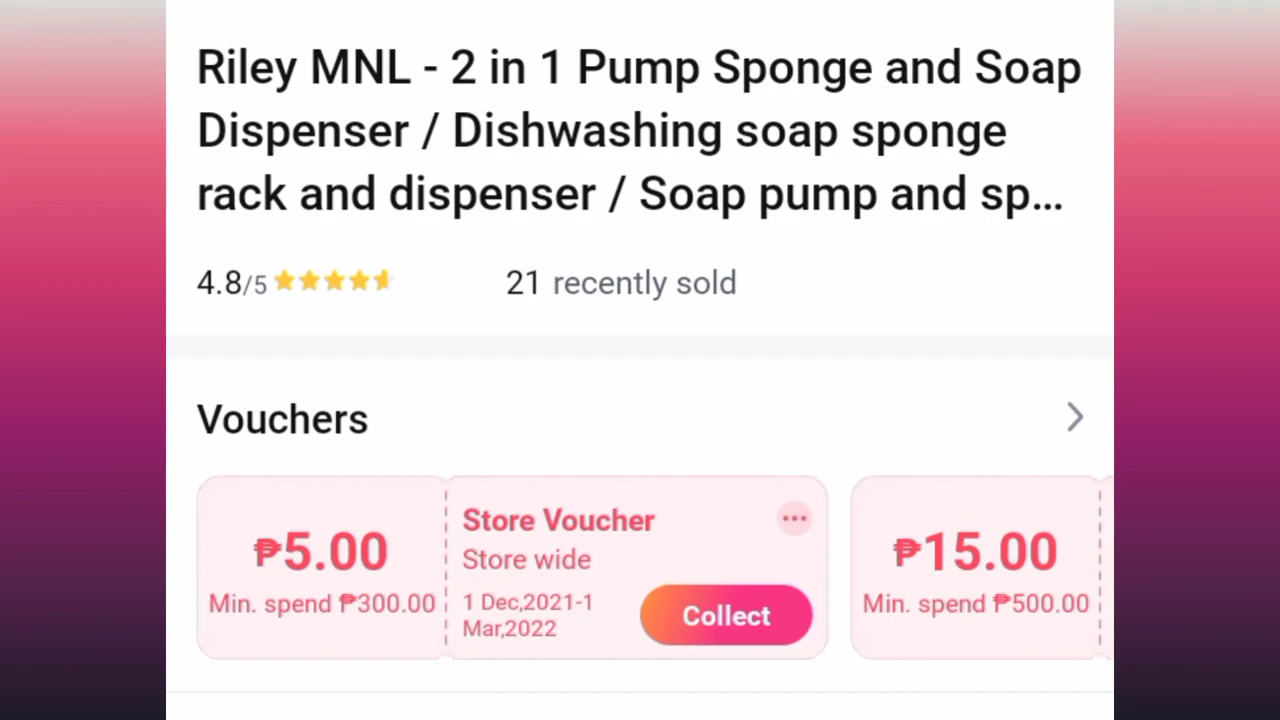 Riley MNL - 2 in 1 Pump Sponge and Soap
Dispenser / Dishwashing soap sponge
rack and dispenser / Soap pump and sp...
4.8/5
21 recently sold
Vouchers
₱5.00
Min. spend ₱300.00
Store Voucher
Store wide
1 Dec,2021-1
Mar,2022
Collect
₱15.00
Min. spend ₱500.00